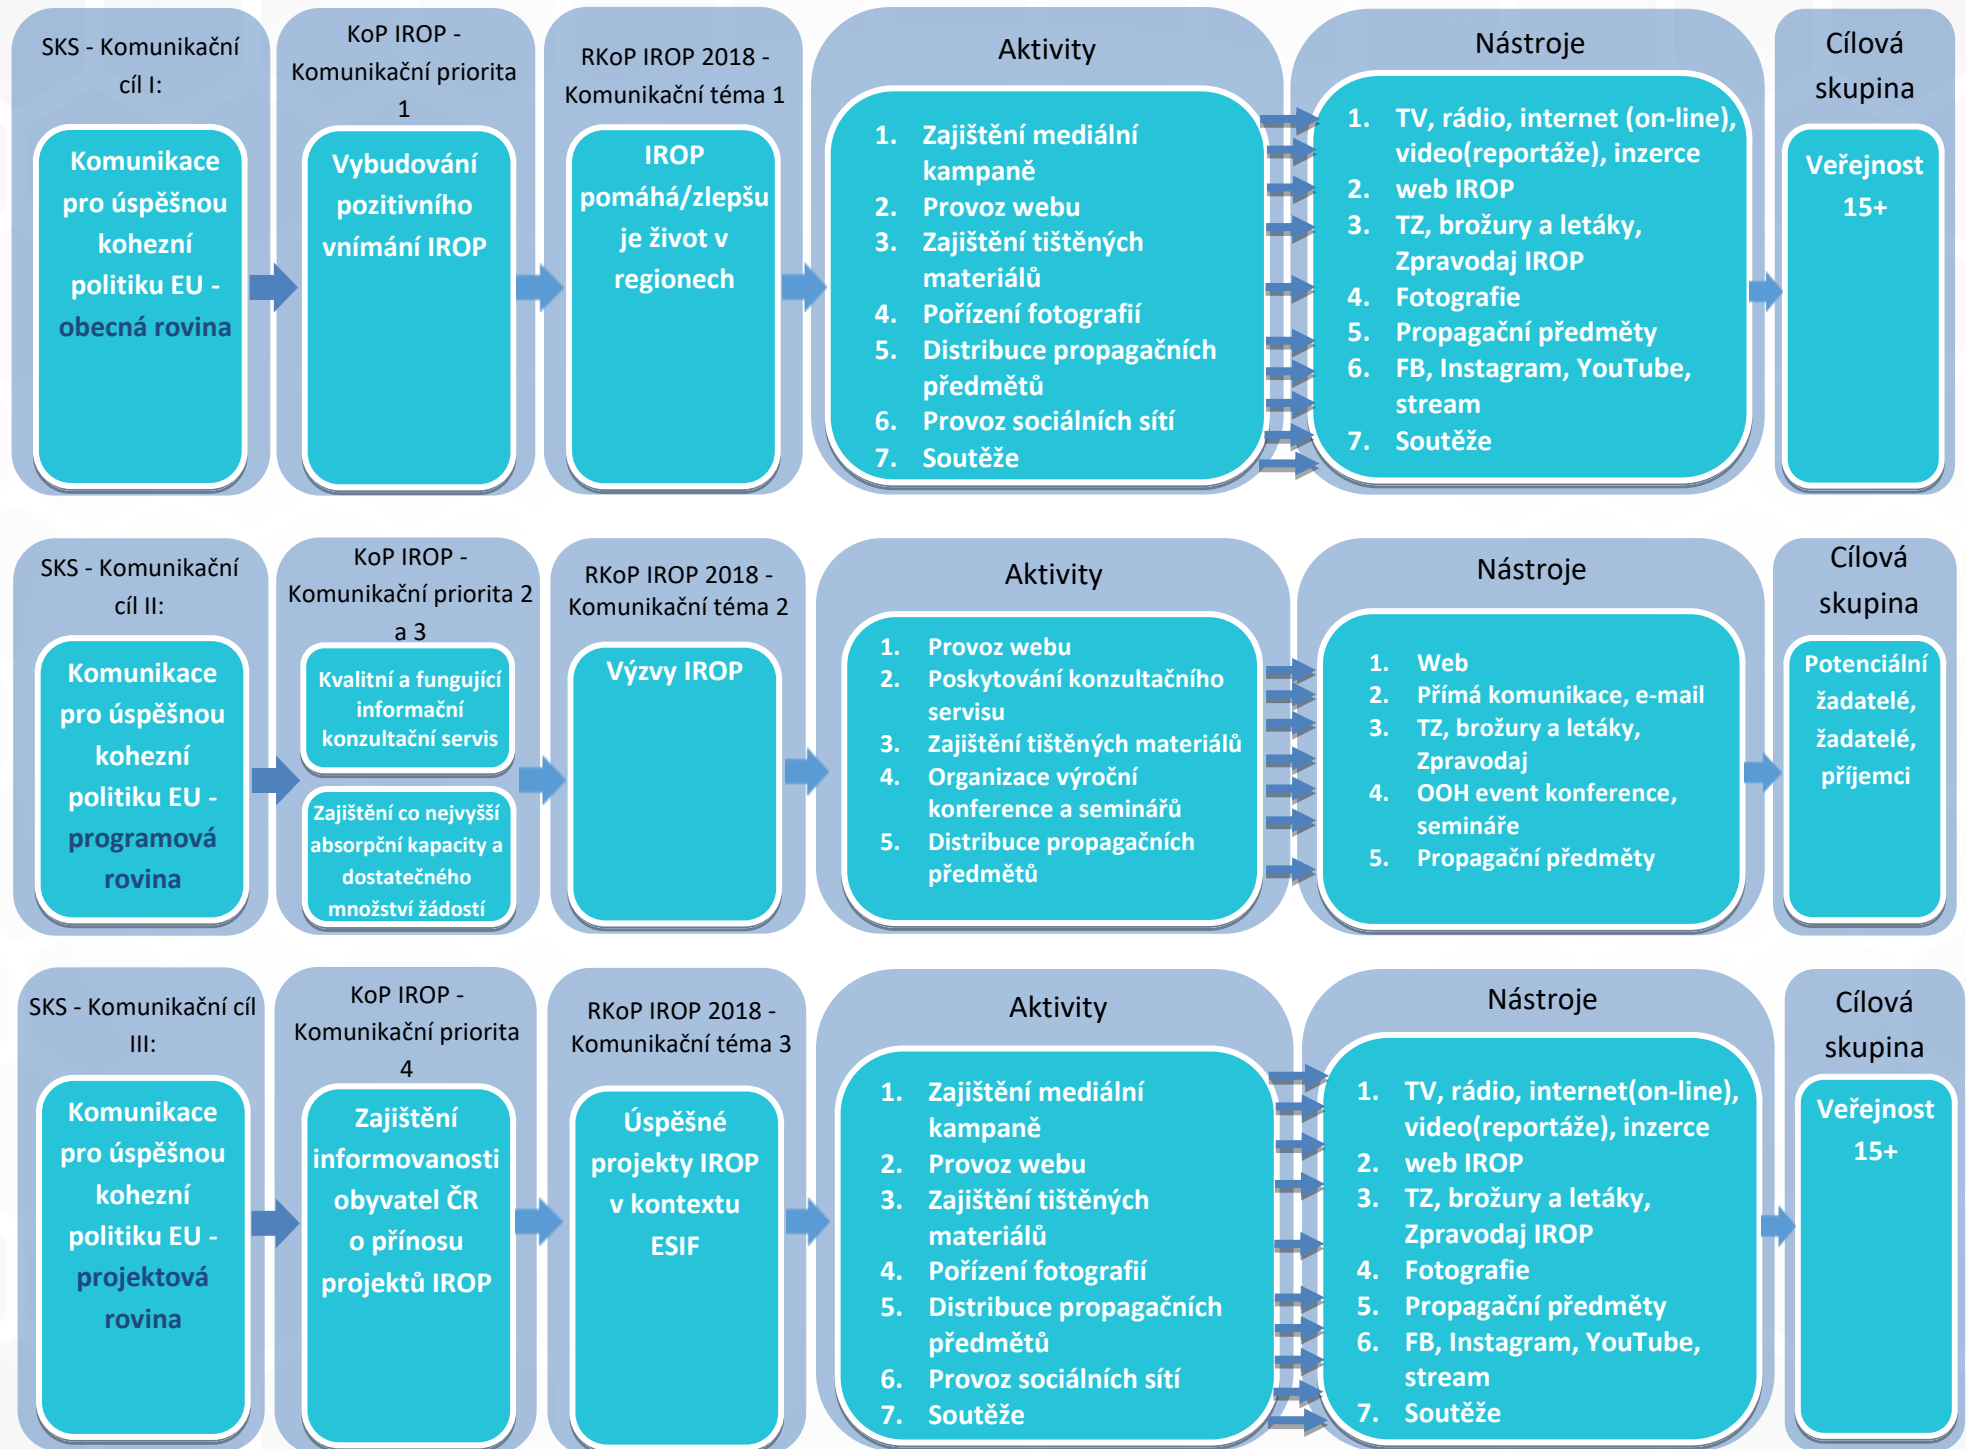 SKS - Komunikační
cíl I:
Komunikace
pro úspěšnou
kohezní
politiku EU -
obecná rovina
KoP IROP -
Komunikační priorita
1
Vybudování
pozitivního
vnímání IROP
RKoP IROP 2018 -
Komunikační téma 1
IROP
pomáhá/zlepšu
je život v
regionech
Aktivity
1. Zajištění mediální
kampaně
2. Provoz webu
3. Zajištění tištěných
materiálů
4. Pořízení fotografií
5. Distribuce propagačních
předmětů
6. Provoz sociálních sítí
7. Soutěže
Nástroje
1. TV, rádio, internet (on-line),
video(reportáže), inzerce
2. web IROP
3. TZ, brožury a letáky,
Zpravodaj IROP
4. Fotografie
5. Propagační předměty
6. FB, Instagram, YouTube,
stream
7. Soutěže
Cílová
skupina
Veřejnost
15+
SKS - Komunikační
cíl II:
Komunikace
pro úspěšnou
kohezní
politiku EU -
programová
rovina
KoP IROP -
Komunikační priorita 2
a 3
Kvalitní a fungující
informační
konzultační servis
Zajištění co nejvyšší
absorpční kapacity a
dostatečného
množství žádostí
RKoP IROP 2018 -
Komunikační téma 2
Výzvy IROP
Aktivity
1. Provoz webu
2. Poskytování konzultačního
servisu
3. Zajištění tištěných materiálů
4. Organizace výroční
konference a seminářů
5. Distribuce propagačních
předmětů
Nástroje
1. Web
2. Přímá komunikace, e-mail
3. TZ, brožury a letáky,
Zpravodaj
4. OOH event konference,
semináře
5. Propagační předměty
Cílová
skupina
Potenciální
žadatelé,
žadatelé,
příjemci
SKS - Komunikační cíl
III:
Komunikace
pro úspěšnou
kohezní
politiku EU -
projektová
rovina
KoP IROP -
Komunikační priorita
4
Zajištění
informovanosti
obyvatel ČR
o přínosu
projektů IROP
RKoP IROP 2018 -
Komunikační téma 3
Úspěšné
projekty IROP
v kontextu
ESIF
Aktivity
1. Zajištění mediální
kampaně
2. Provoz webu
3. Zajištění tištěných
materiálů
4. Pořízení fotografií
5. Distribuce propagačních
předmětů
6. Provoz sociálních sítí
7. Soutěže
Nástroje
1. TV, rádio, internet(on-line),
video(reportáže), inzerce
2. web IROP
3. TZ, brožury a letáky,
Zpravodaj IROP
4. Fotografie
5. Propagační předměty
6. FB, Instagram, YouTube,
stream
7. Soutěže
Cílová
skupina
Veřejnost
15+